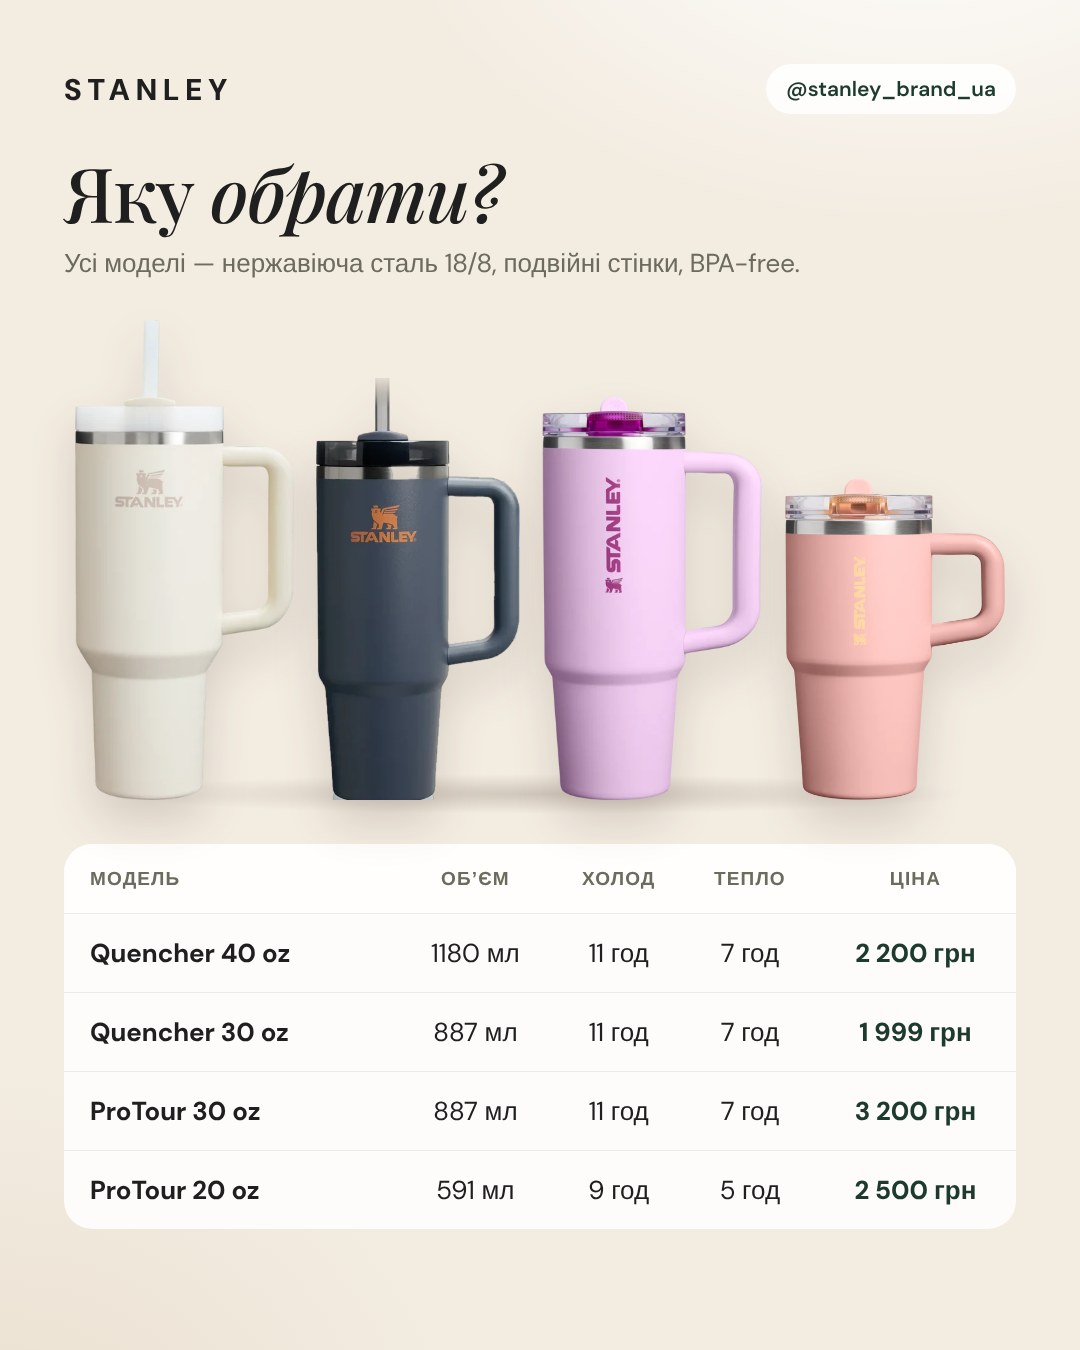 STANLEY
@stanley_brand_ua
Яку обрати?
Усі моделі — нержавіюча сталь 18/8, подвійні стінки, BPA-free.
STANLEY
STANLEY
STANLEY
STANLEY
МОДЕЛЬ ОБ’ЄМ ХОЛОД ТЕПЛО ЦІНА
Quencher 40 oz 1180 мл 11 год 7 год 2 200 грн
Quencher 30 oz 887 мл 11 год 7 год 1 999 грн
ProTour 30 oz 887 мл 11 год 7 год 3 200 грн
ProTour 20 oz 591 мл 9 год 5 год 2 500 грн